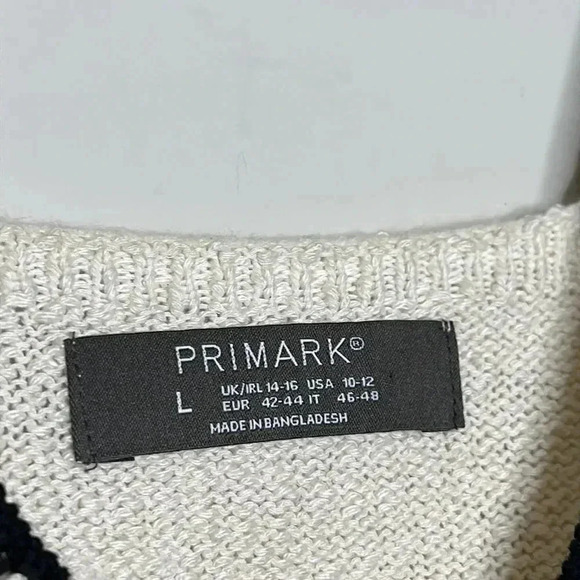 PRIMARK®
L
UK/IRL 14-16 USA 10-12
EUR 42-44 IT 46-48
MADE IN BANGLADESH